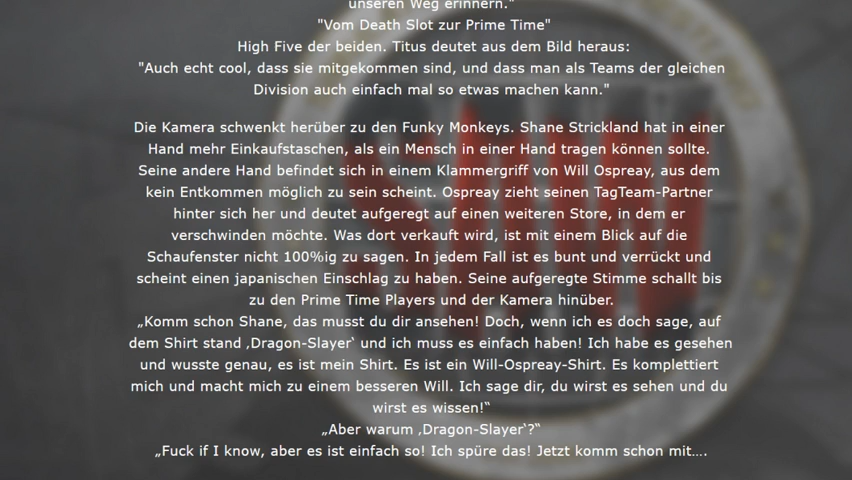 unseren Weg erinnern."
"Vom Death Slot zur Prime Time"
High Five der beiden. Titus deutet aus dem Bild heraus:
"Auch echt cool, dass sie mitgekommen sind, und dass man als Teams der gleichen
Division auch einfach mal so etwas machen kann."
Die Kamera schwenkt herüber zu den Funky Monkeys. Shane Strickland hat in einer
Hand mehr Einkaufstaschen, als ein Mensch in einer Hand tragen können sollte.
Seine andere Hand befindet sich in einem Klammergriff von Will Ospreay, aus dem
kein Entkommen möglich zu sein scheint. Ospreay zieht seinen TagTeam-Partner
hinter sich her und deutet aufgeregt auf einen weiteren Store, in dem er
verschwinden möchte. Was dort verkauft wird, ist mit einem Blick auf die
Schaufenster nicht 100%ig zu sagen. In jedem Fall ist es bunt und verrückt und
scheint einen japanischen Einschlag zu haben. Seine aufgeregte Stimme schallt bis
zu den Prime Time Players und der Kamera hinüber.
„Komm schon Shane, das musst du dir ansehen! Doch, wenn ich es doch sage, auf
dem Shirt stand ‚Dragon-Slayer‘ und ich muss es einfach haben! Ich habe es gesehen
und wusste genau, es ist mein Shirt. Es ist ein Will-Ospreay-Shirt. Es komplettiert
mich und macht mich zu einem besseren Will. Ich sage dir, du wirst es sehen und du
wirst es wissen!“
„Aber warum ‚Dragon-Slayer‘?“
„Fuck if I know, aber es ist einfach so! Ich spüre das! Jetzt komm schon mit….